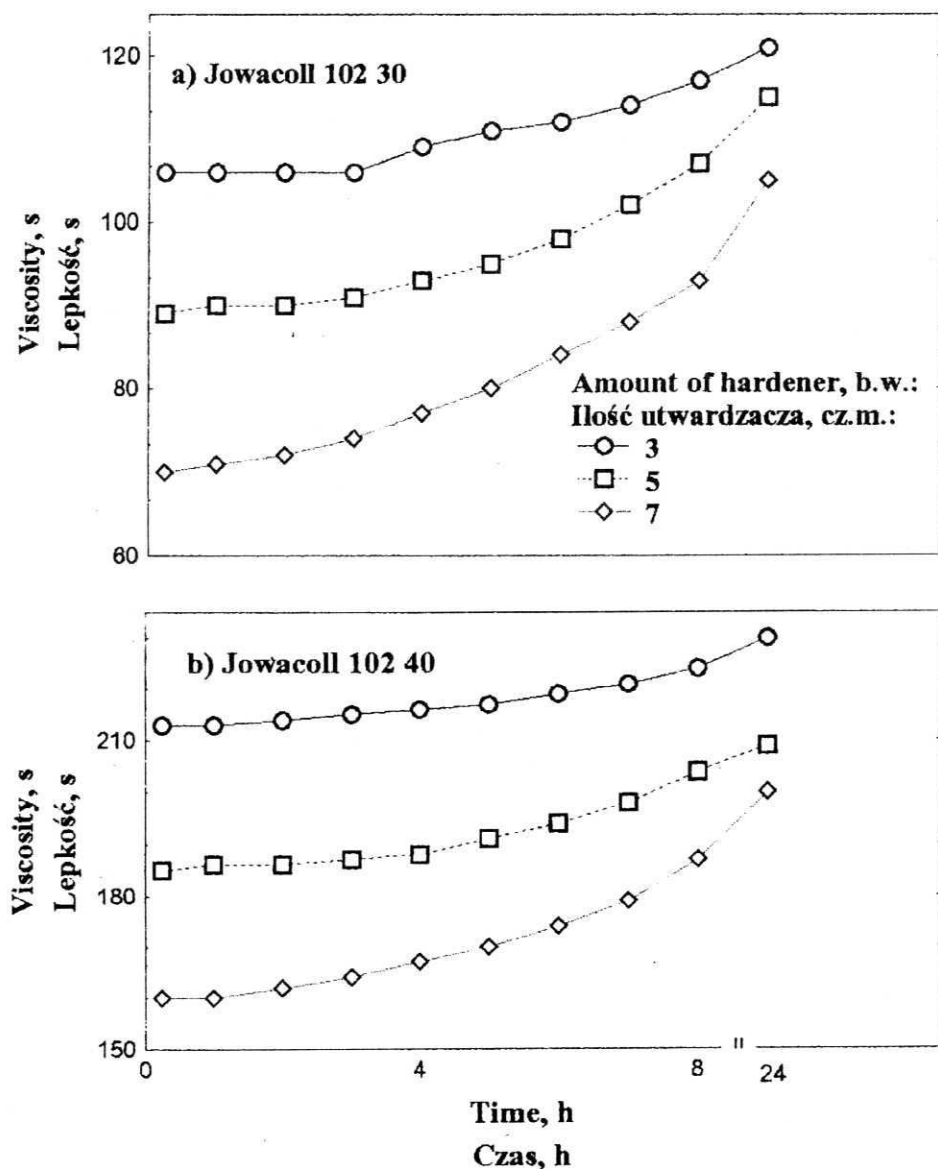 a) Jowacoll 102 30
120
100
80
60
Viscosity, s
Lepkość, s
Amount of hardener, b.w.:
Ilość utwardzacza, cz.m.:
3
5
7
b) Jowacoll 102 40
210
180
150
Viscosity, s
Lepkość, s
0 4 8 24
Time, h
Czas, h